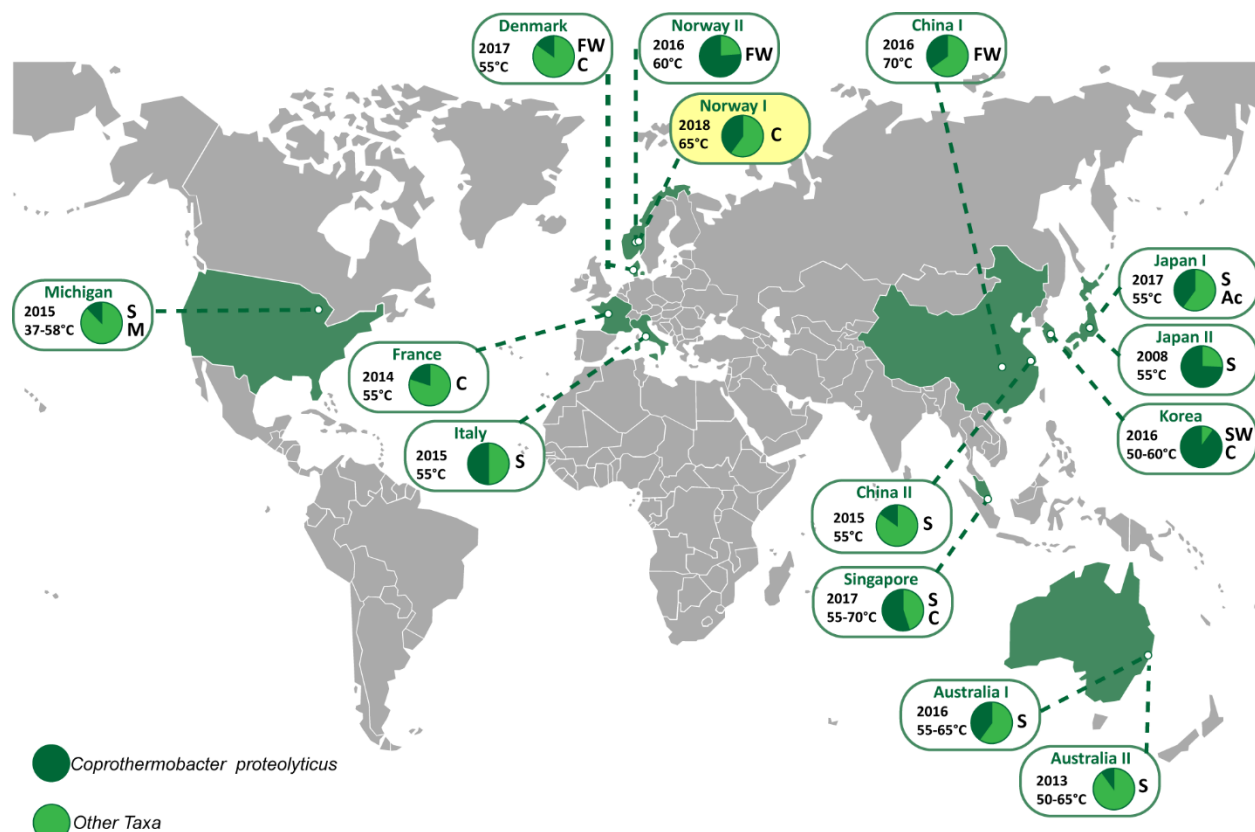 Denmark
2017
55°C
FW
C
Norway II
2016
60°C
FW
China I
2016
70°C
FW
Norway I
2018
65°C
C
Michigan
2015
37-58°C
S
M
France
2014
55°C
C
Italy
2015
55°C
S
Japan I
2017
55°C
S
Ac
Japan II
2008
55°C
S
Korea
2016
50-60°C
SW
C
China II
2015
55°C
S
Singapore
2017
55-70°C
S
C
Australia I
2016
55-65°C
S
Australia II
2013
50-65°C
S
Coprothermobacter proteolyticus
Other Taxa